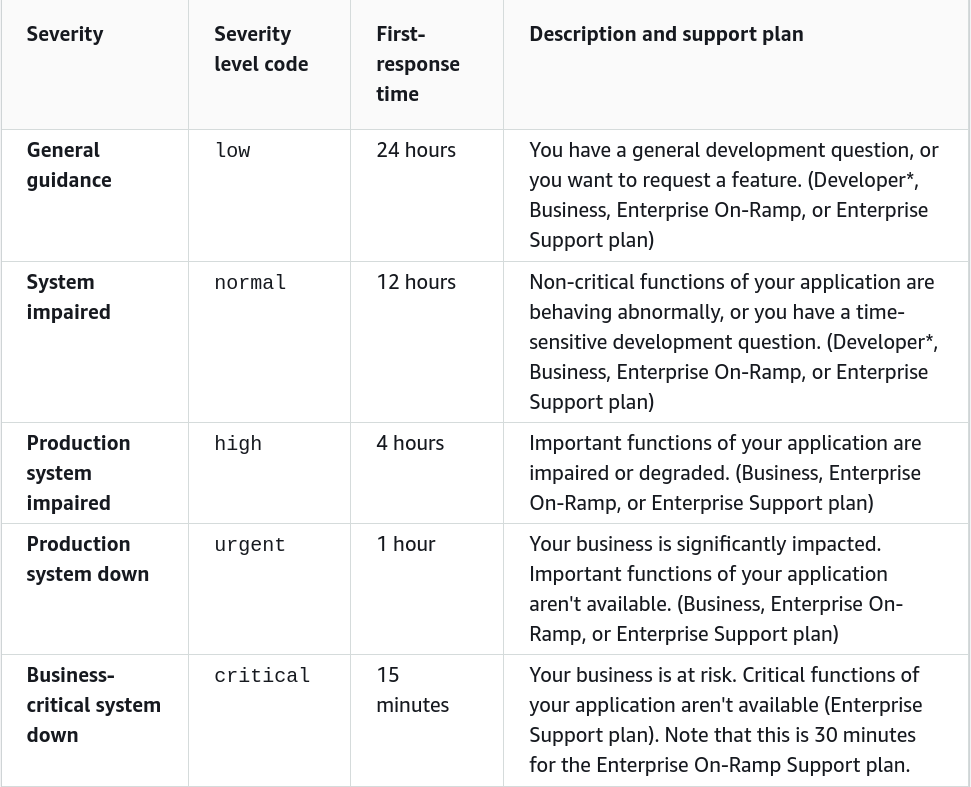 Severity
Severity
level code
First-
response
time
Description and support plan
General
guidance
low
24 hours
You have a general development question, or
you want to request a feature. (Developer*,
Business, Enterprise On-Ramp, or Enterprise
Support plan)
System
impaired
normal
12 hours
Non-critical functions of your application are
behaving abnormally, or you have a time-
sensitive development question. (Developer*,
Business, Enterprise On-Ramp, or Enterprise
Support plan)
Production
system
impaired
high
4 hours
Important functions of your application are
impaired or degraded. (Business, Enterprise
On-Ramp, or Enterprise Support plan)
Production
system down
urgent
1 hour
Your business is significantly impacted.
Important functions of your application
aren't available. (Business, Enterprise On-
Ramp, or Enterprise Support plan)
Business-
critical system
down
critical
15
minutes
Your business is at risk. Critical functions of
your application aren't available (Enterprise
Support plan). Note that this is 30 minutes
for the Enterprise On-Ramp Support plan.